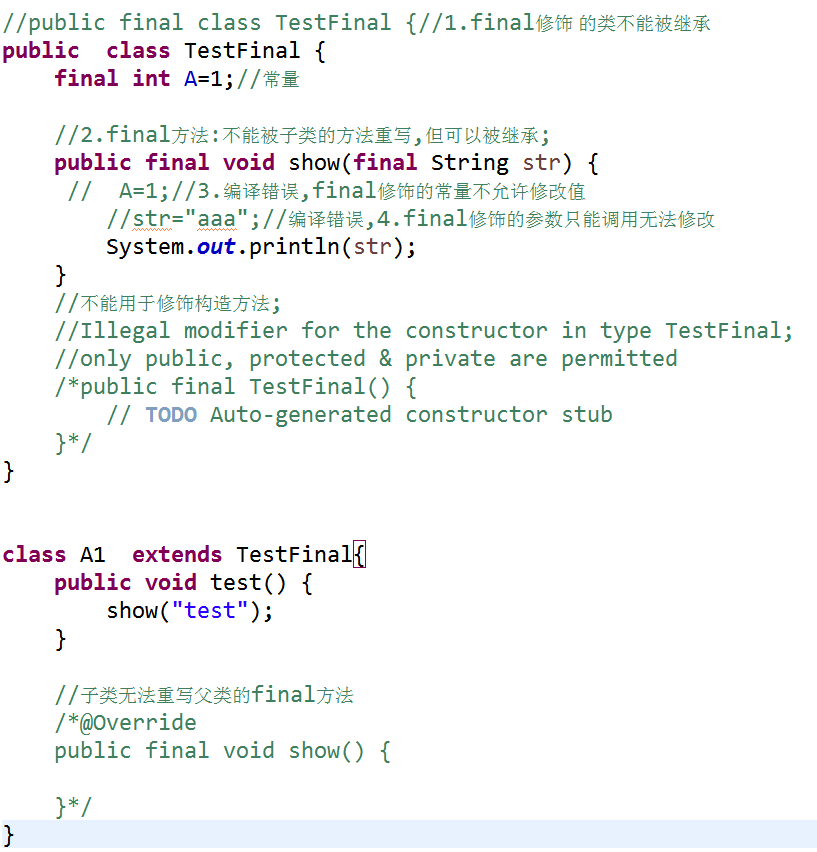 //public final class TestFinal {//1.final修饰 的类不能被继承
public  class TestFinal {
    final int A=1;//常量
    //2.final方法:不能被子类的方法重写,但可以被继承;
    public final void show(final String str) {
     //  A=1;//3.编译错误,final修饰的常量不允许修改值
        //str="aaa";//编译错误,4.final修饰的参数只能调用无法修改
        System.out.println(str);
    }
    //不能用于修饰构造方法;
    //Illegal modifier for the constructor in type TestFinal;
    //only public, protected & private are permitted
    /*public final TestFinal() {
        // TODO Auto-generated constructor stub
    }*/
}
class A1  extends TestFinal{
    public void test() {
        show("test");
    }
    //子类无法重写父类的final方法
    /*@Override
    public final void show() {
    }*/
}